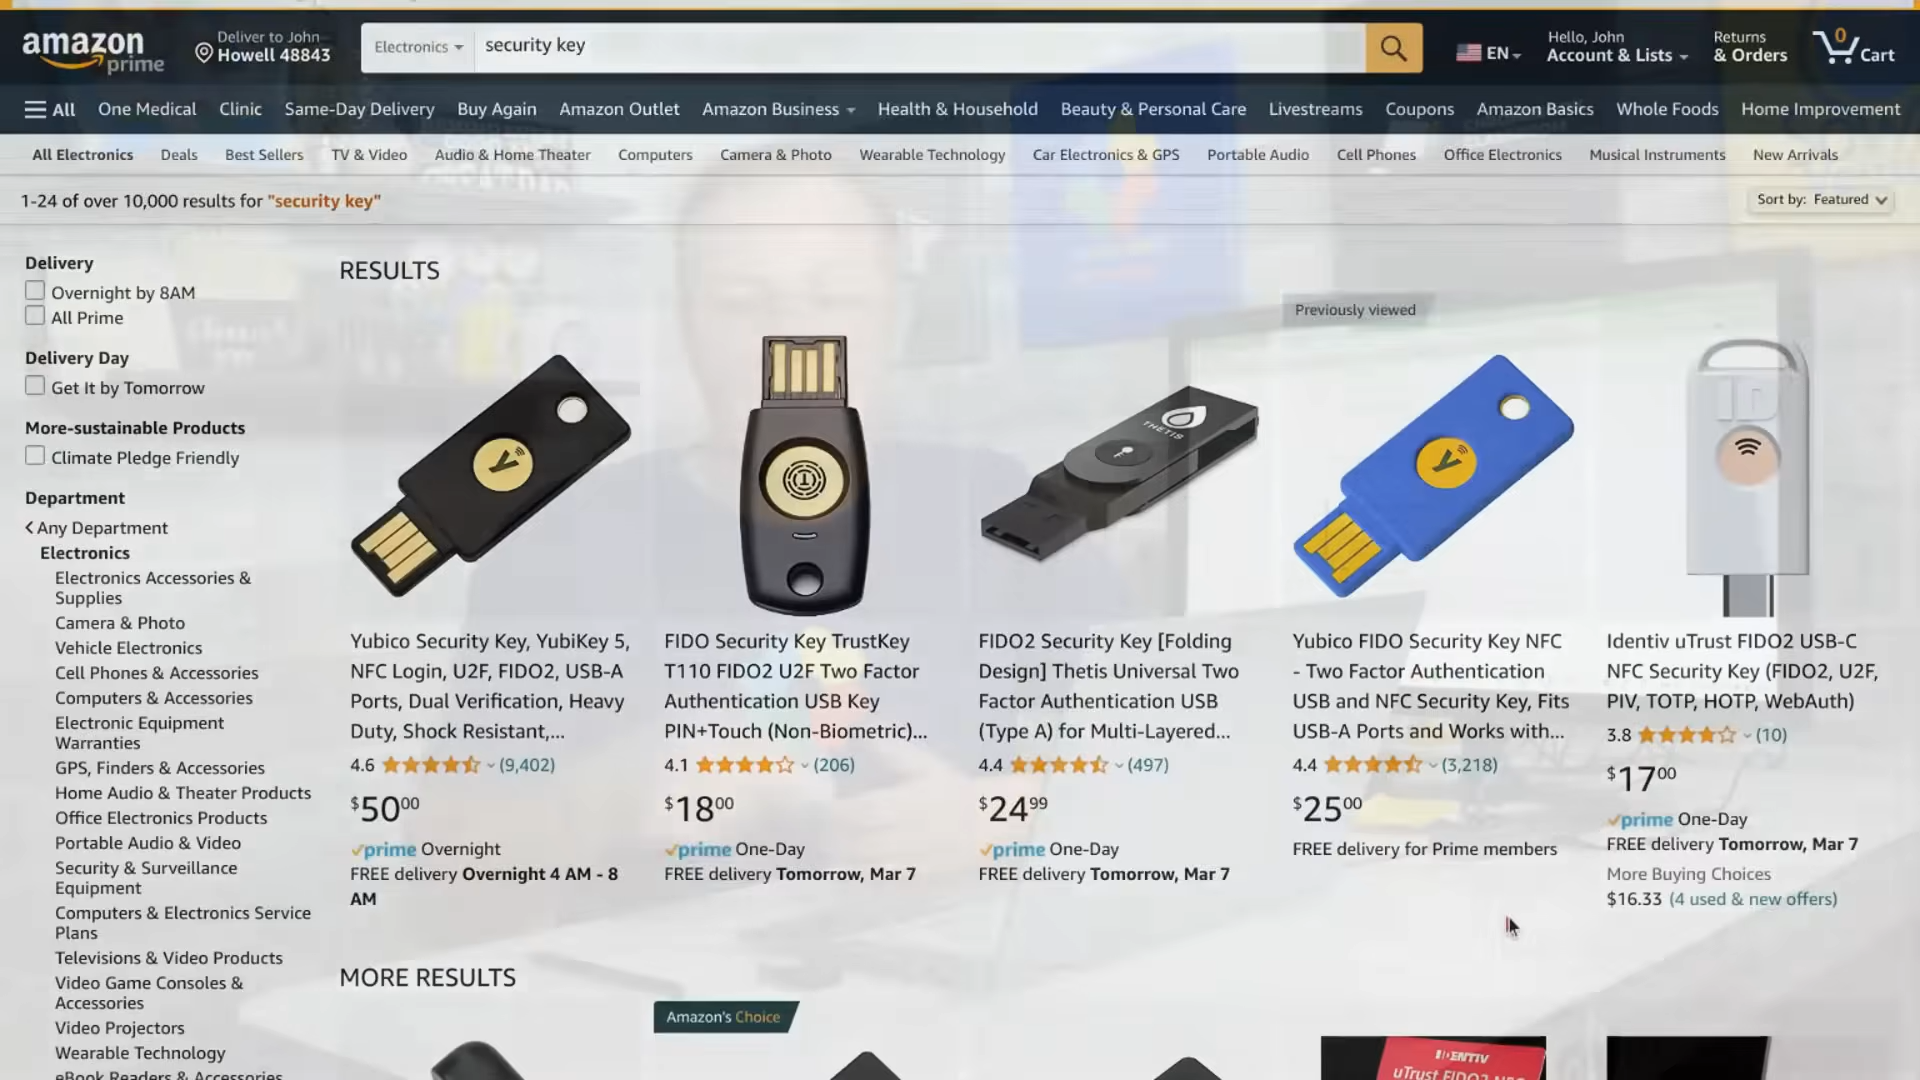 amazon prime
Deliver to John
Howell 48843
Electronics
security key
EN
Hello, John
Account & Lists
Returns
& Orders
0
Cart
All
One Medical
Clinic
Same-Day Delivery
Buy Again
Amazon Outlet
Amazon Business
Health & Household
Beauty & Personal Care
Livestreams
Coupons
Amazon Basics
Whole Foods
Home Improvement
All Electronics
Deals
Best Sellers
TV & Video
Audio & Home Theater
Computers
Camera & Photo
Wearable Technology
Car Electronics & GPS
Portable Audio
Cell Phones
Office Electronics
Musical Instruments
New Arrivals
1-24 of over 10,000 results for "security key"
Sort by: Featured
Delivery
Overnight by 8AM
All Prime
Delivery Day
Get It by Tomorrow
More-sustainable Products
Climate Pledge Friendly
Department
Any Department
Electronics
Electronics Accessories &
Supplies
Camera & Photo
Vehicle Electronics
Cell Phones & Accessories
Computers & Accessories
Electronic Equipment
Warranties
GPS, Finders & Accessories
Home Audio & Theater Products
Office Electronics Products
Portable Audio & Video
Security & Surveillance
Equipment
Computers & Electronics Service
Plans
Televisions & Video Products
Video Game Consoles &
Accessories
Video Projectors
Wearable Technology
eBook Readers & Accessories
RESULTS
Yubico Security Key, YubiKey 5,
NFC Login, U2F, FIDO2, USB-A
Ports, Dual Verification, Heavy
Duty, Shock Resistant,...
4.6 (9,402)
$50 00
prime Overnight
FREE delivery Overnight 4 AM - 8
AM
FIDO Security Key TrustKey
T110 FIDO2 U2F Two Factor
Authentication USB Key
PIN+Touch (Non-Biometric)...
4.1 (206)
$18 00
prime One-Day
FREE delivery Tomorrow, Mar 7
THETIS
FIDO2 Security Key [Folding
Design] Thetis Universal Two
Factor Authentication USB
(Type A) for Multi-Layered...
4.4 (497)
$24 99
prime One-Day
FREE delivery Tomorrow, Mar 7
Previously viewed
Yubico FIDO Security Key NFC
- Two Factor Authentication
USB and NFC Security Key, Fits
USB-A Ports and Works with...
4.4 (3,218)
$25 00
FREE delivery for Prime members
ID
Identiv uTrust FIDO2 USB-C
NFC Security Key (FIDO2, U2F,
PIV, TOTP, HOTP, WebAuth)
3.8 (10)
$17 00
prime One-Day
FREE delivery Tomorrow, Mar 7
More Buying Choices
$16.33 (4 used & new offers)
MORE RESULTS
Amazon's Choice
IDENTIV
uTrust FIDO2